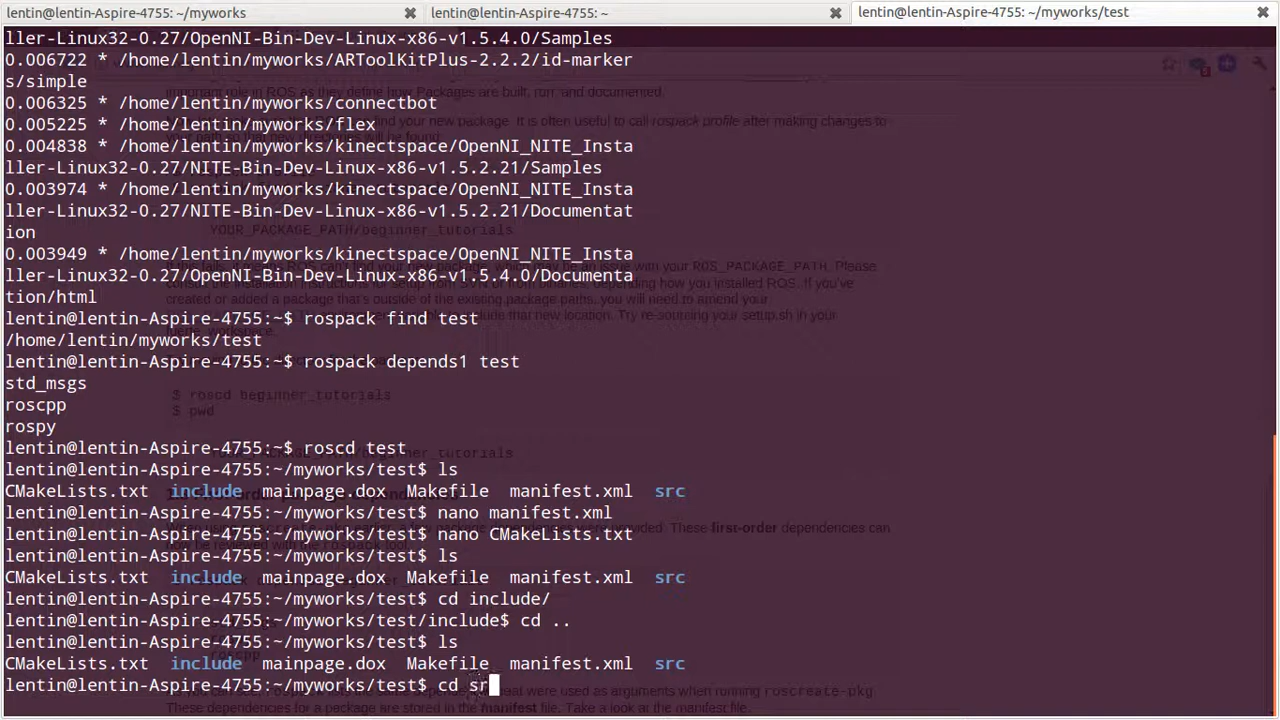 lentin@lentin-Aspire-4755: ~/myworks
lentin@lentin-Aspire-4755: ~
lentin@lentin-Aspire-4755: ~/myworks/test
ller-Linux32-0.27/OpenNI-Bin-Dev-Linux-x86-v1.5.4.0/Samples
0.006722 * /home/lentin/myworks/ARToolKitPlus-2.2.2/id-marker
s/simple
0.006325 * /home/lentin/myworks/connectbot
0.005225 * /home/lentin/myworks/flex
0.004838 * /home/lentin/myworks/kinectspace/OpenNI_NITE_Insta
ller-Linux32-0.27/NITE-Bin-Dev-Linux-x86-v1.5.2.21/Samples
0.003974 * /home/lentin/myworks/kinectspace/OpenNI_NITE_Insta
ller-Linux32-0.27/NITE-Bin-Dev-Linux-x86-v1.5.2.21/Documentat
ion
0.003949 * /home/lentin/myworks/kinectspace/OpenNI_NITE_Insta
ller-Linux32-0.27/OpenNI-Bin-Dev-Linux-x86-v1.5.4.0/Documenta
tion/html
lentin@lentin-Aspire-4755:~$ rospack find test
/home/lentin/myworks/test
lentin@lentin-Aspire-4755:~$ rospack depends1 test
std_msgs
roscpp
rospy
lentin@lentin-Aspire-4755:~$ roscd test
lentin@lentin-Aspire-4755:~/myworks/test$ ls
CMakeLists.txt include mainpage.dox Makefile manifest.xml src
lentin@lentin-Aspire-4755:~/myworks/test$ nano manifest.xml
lentin@lentin-Aspire-4755:~/myworks/test$ nano CMakeLists.txt
lentin@lentin-Aspire-4755:~/myworks/test$ ls
CMakeLists.txt include mainpage.dox Makefile manifest.xml src
lentin@lentin-Aspire-4755:~/myworks/test$ cd include/
lentin@lentin-Aspire-4755:~/myworks/test/include$ cd ..
lentin@lentin-Aspire-4755:~/myworks/test$ ls
CMakeLists.txt include mainpage.dox Makefile manifest.xml src
lentin@lentin-Aspire-4755:~/myworks/test$ cd sr